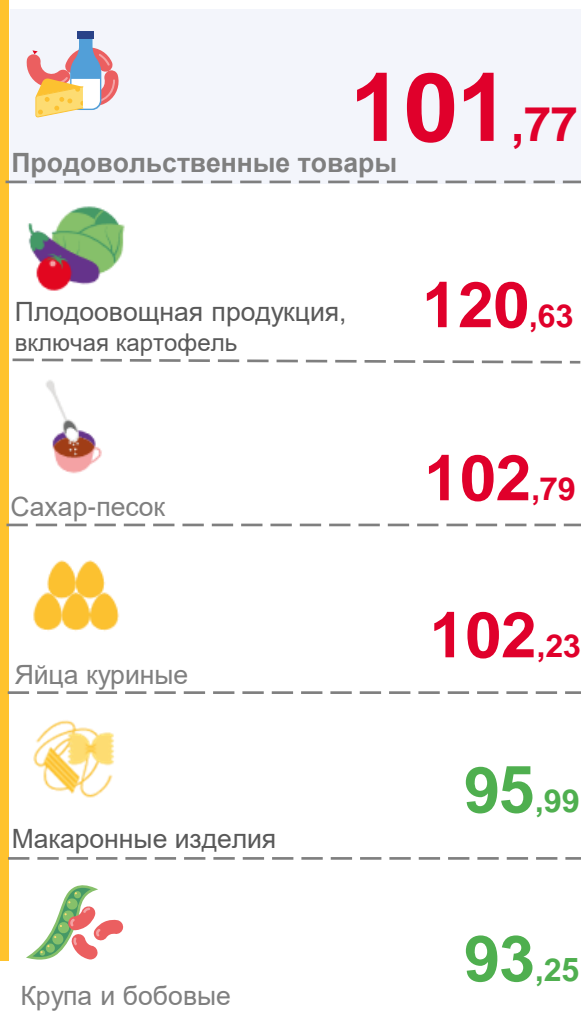 101,77
Продовольственные товары
120,63
Плодоовощная продукция,
включая картофель
102,79
Сахар-песок
102,23
Яйца куриные
95,99
Макаронные изделия
93,25
Крупа и бобовые